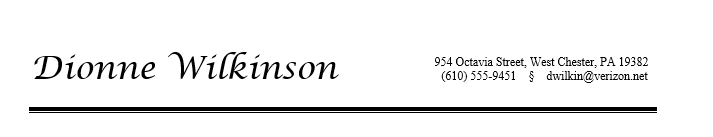 Dionne Wilkinson
954 Octavia Street, West Chester, PA 19382
(610) 555-9451 § dwilkin@verizon.net